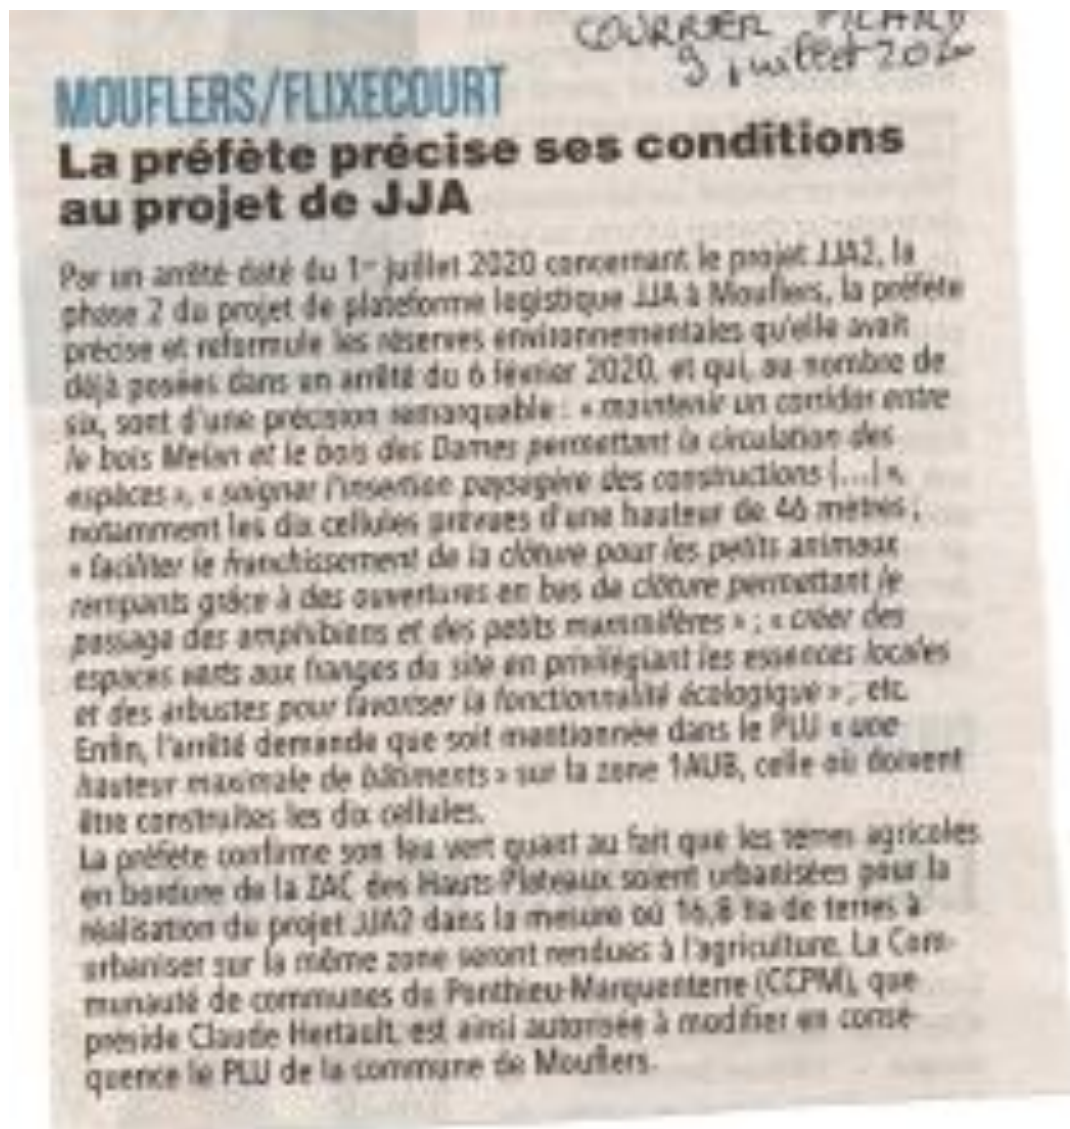 COURRIER PICARD
9 juillet 2020
MOUFLERS/FLIXECOURT
La préfète précise ses conditions
au projet de JJA
Par un arrêté daté du 1er juillet 2020 concernant le projet JJA2, la
phase 2 du projet de plateforme logistique JJA à Mouflers, la préfète
précise et reformule les réserves environnementales qu'elle avait
déjà posées dans un arrêté du 6 février 2020, et qui, au nombre de
six, sont d'une précision remarquable : « maintenir un corridor entre
le bois Melan et le bois des Dames permettant la circulation des
espèces », « soigner l'insertion paysagère des constructions [...] »,
notamment les dix cellules prévues d'une hauteur de 46 mètres ;
« faciliter le franchissement de la clôture pour les petits animaux
rempants grâce à des ouvertures en bas de clôture permettant le
passage des amphibiens et des petits mammifères » ; « créer des
espaces verts aux franges du site en privilégiant les essences locales
et des arbustes pour favoriser la fonctionnalité écologique » ; etc.
Enfin, l'arrêté demande que soit mentionnée dans le PLU « une
hauteur maximale de bâtiments » sur la zone 1AUB, celle où doivent
être construites les dix cellules.
La préfète confirme son feu vert quant au fait que les terres agricoles
en bordure de la ZAC des Hauts-Plateaux soient urbanisées pour la
réalisation du projet JJA2 dans la mesure où 16,8 ha de terres à
urbaniser sur la même zone seront rendues à l'agriculture. La Com-
munauté de communes du Ponthieu-Marquenterre (CCPM), que
préside Claude Hertault, est ainsi autorisée à modifier en consé-
quence le PLU de la commune de Mouflers.